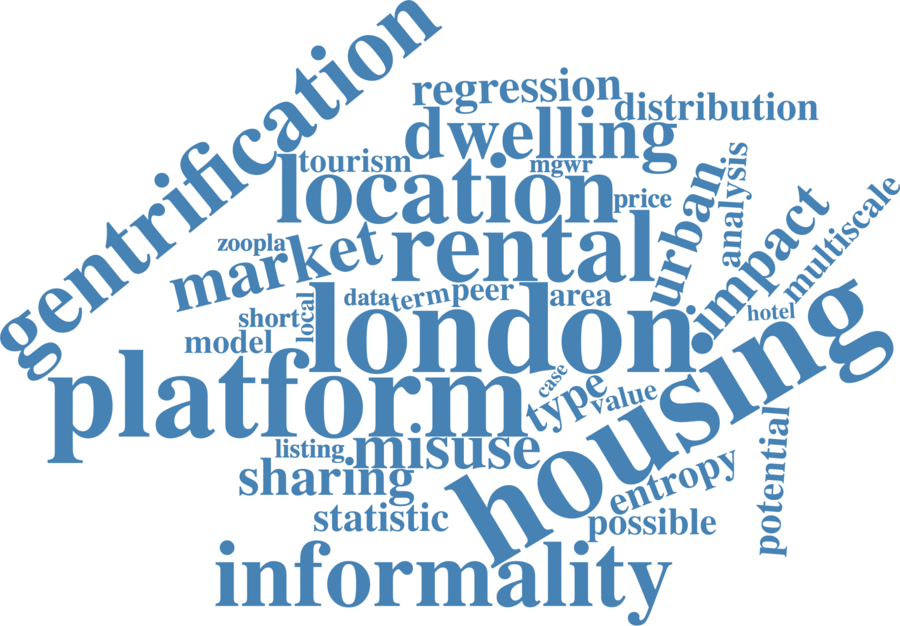 gentrification
regression
distribution
dwelling
tourism
mgwr
analysis
location
price
urban
multiscale
zoopla
market
rental
impact
local
data
term
peer
area
hotel
short
london
model
housing
platform
case
type
value
listing
misuse
potential
sharing
entropy
statistic
possible
informality